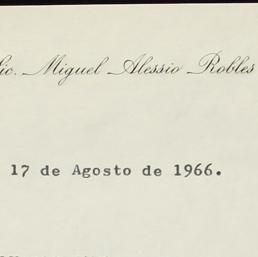 Lic. Miguel Alessio Robles
17 de Agosto de 1966.